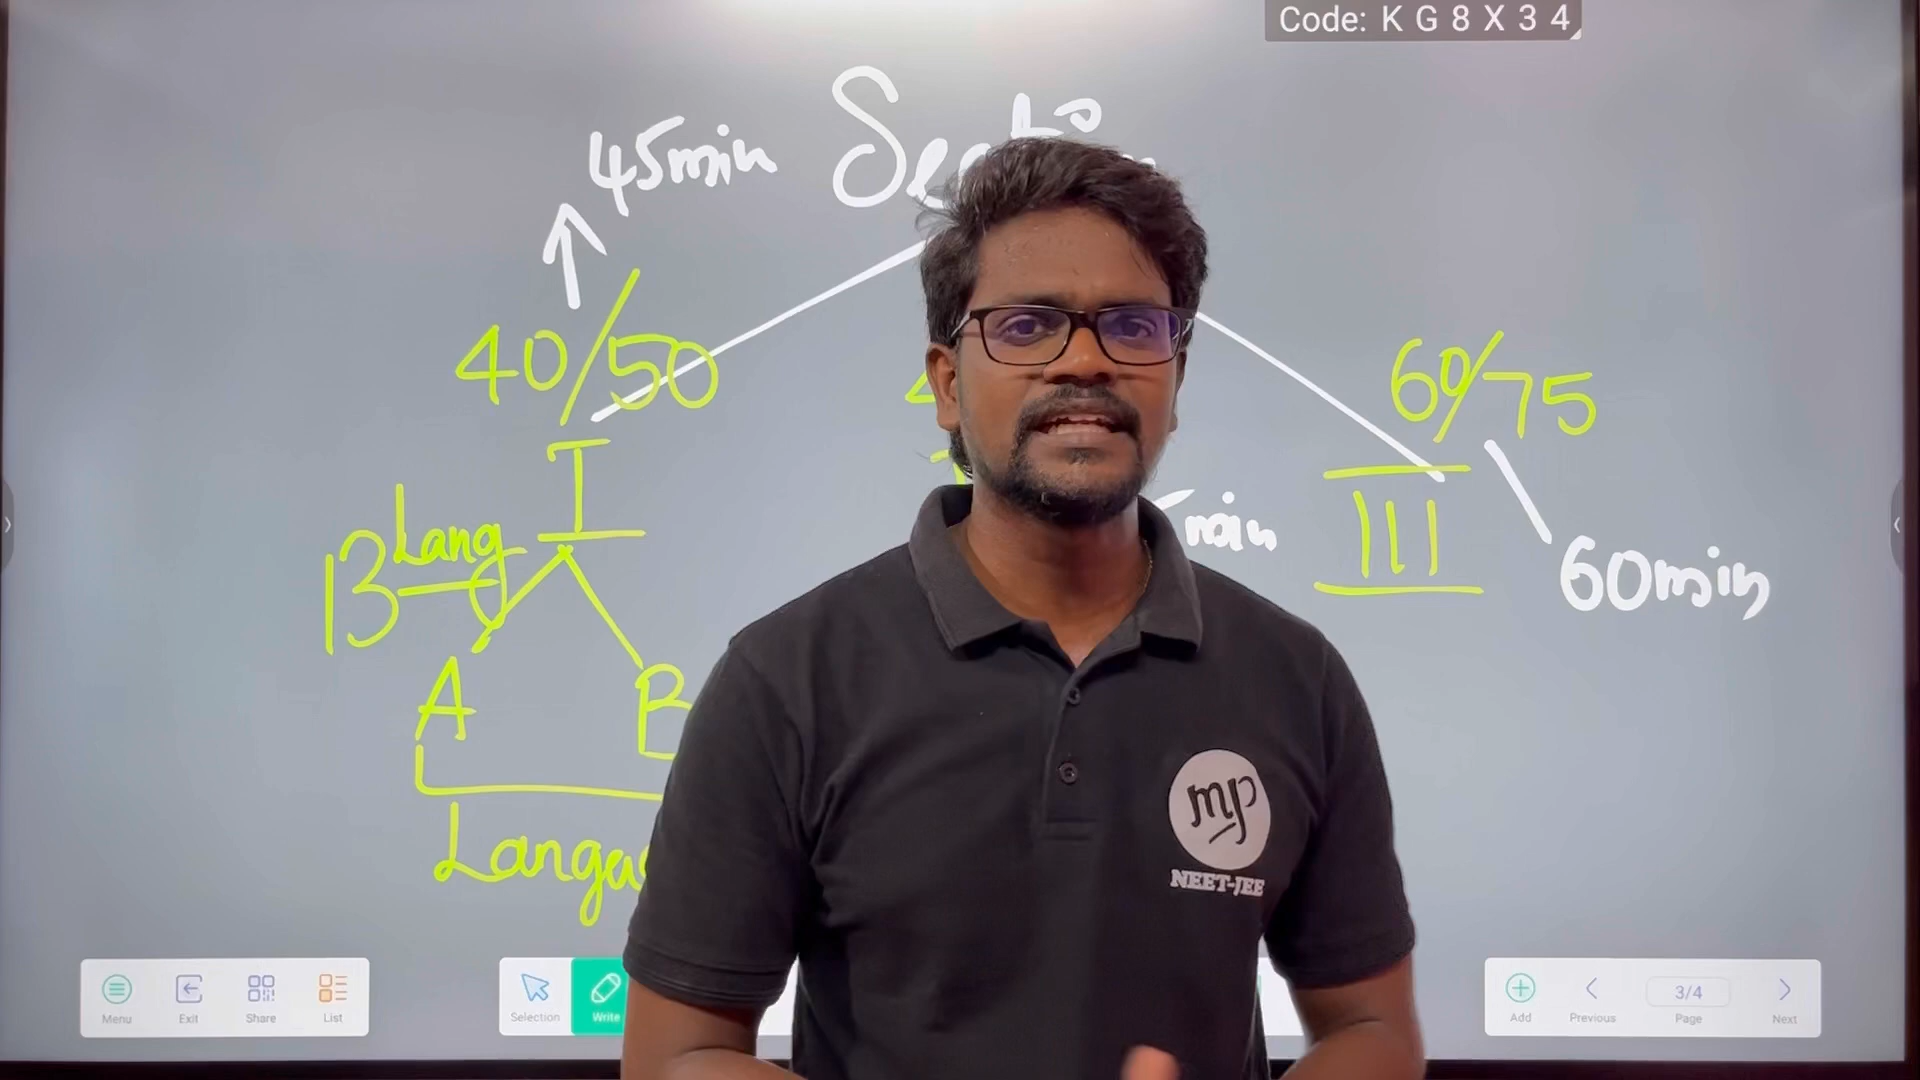 Code: K G 8 X 3 4
45min
40/50
60/75
I
III
13 Lang
min
60min
A
B
mp
NEET-JEE
Menu
Exit
Share
List
Selection
Write
Add
Previous
3/4
Page
Next